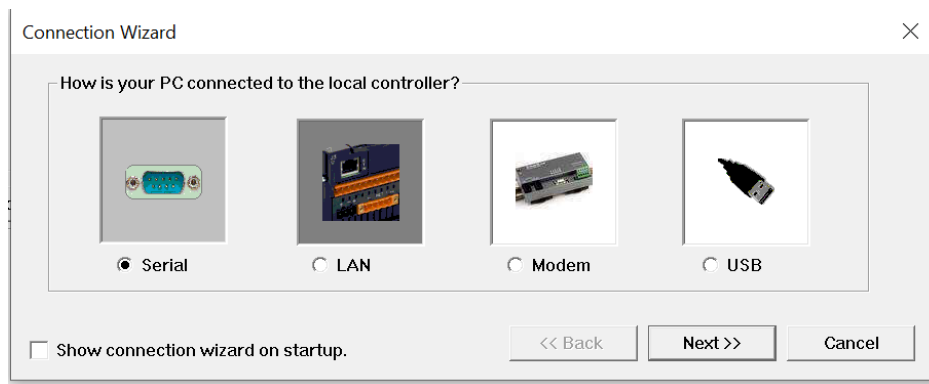 Connection Wizard
How is your PC connected to the local controller?
Serial
LAN
Modem
USB
Show connection wizard on startup.
<< Back
Next >>
Cancel